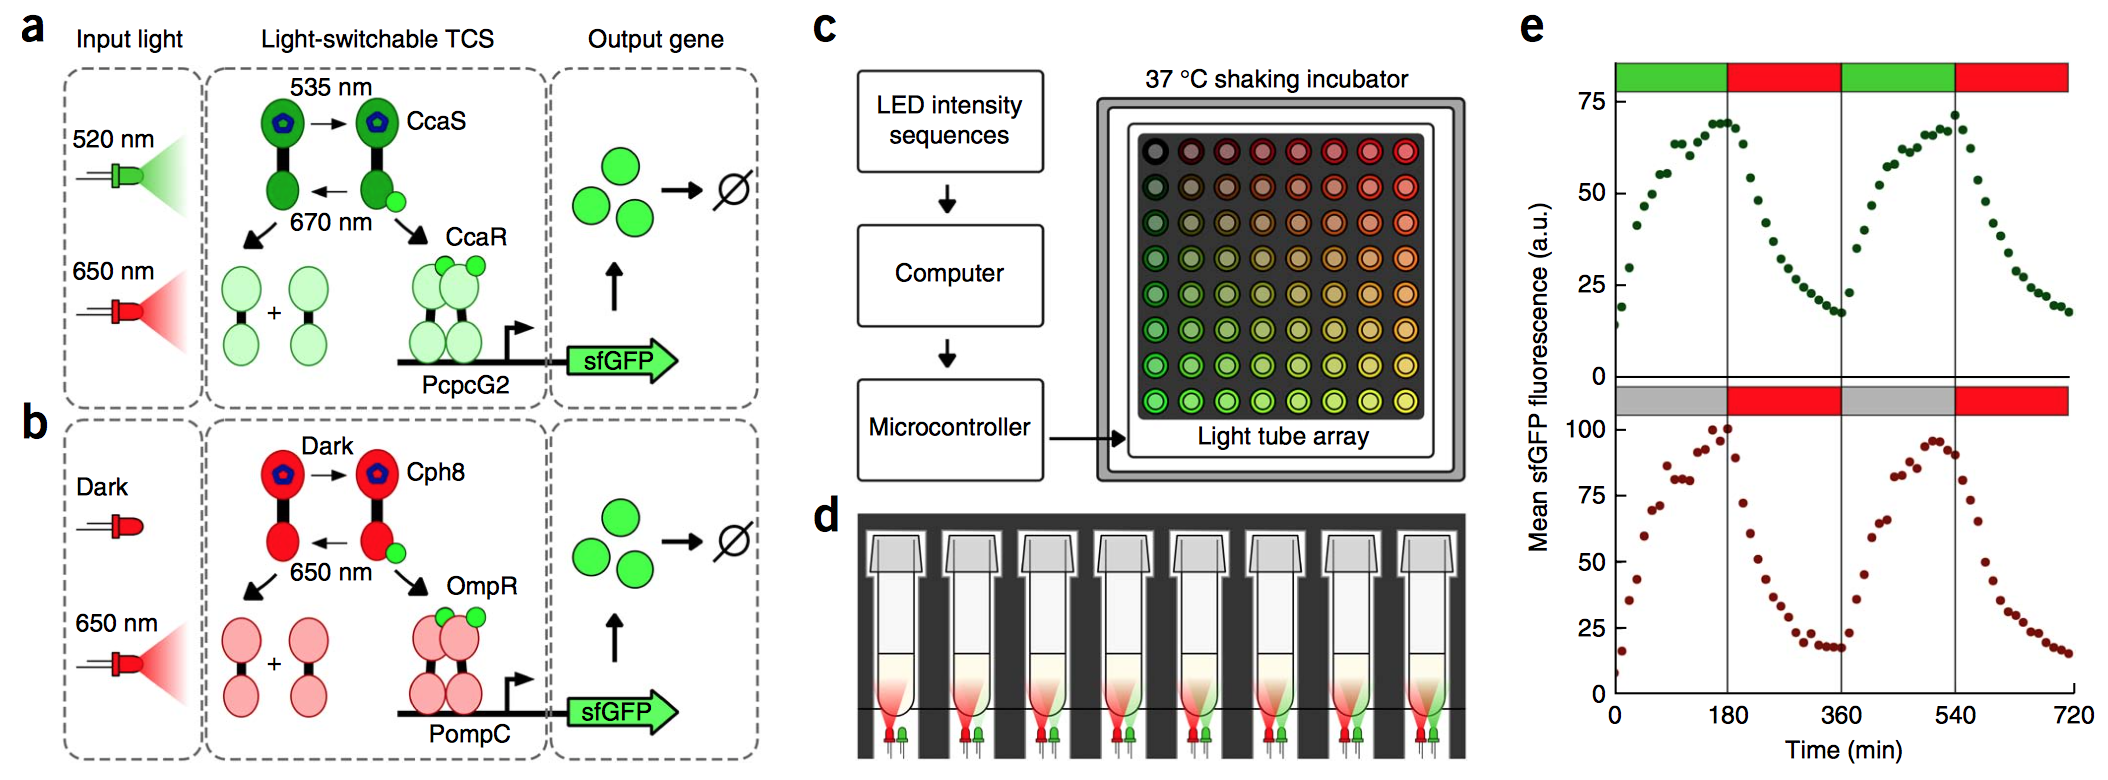 a
Input light
Light-switchable TCS
Output gene
520 nm
650 nm
535 nm
CcaS
670 nm
CcaR
+
PcpcG2
sfGFP
b
Dark
650 nm
Dark
Cph8
650 nm
OmpR
+
PompC
sfGFP
c
LED intensity
sequences
Computer
Microcontroller
37 °C shaking incubator
Light tube array
d
e
Mean sfGFP fluorescence (a.u.)
75
50
25
0
100
75
50
25
0
0 180 360 540 720
Time (min)